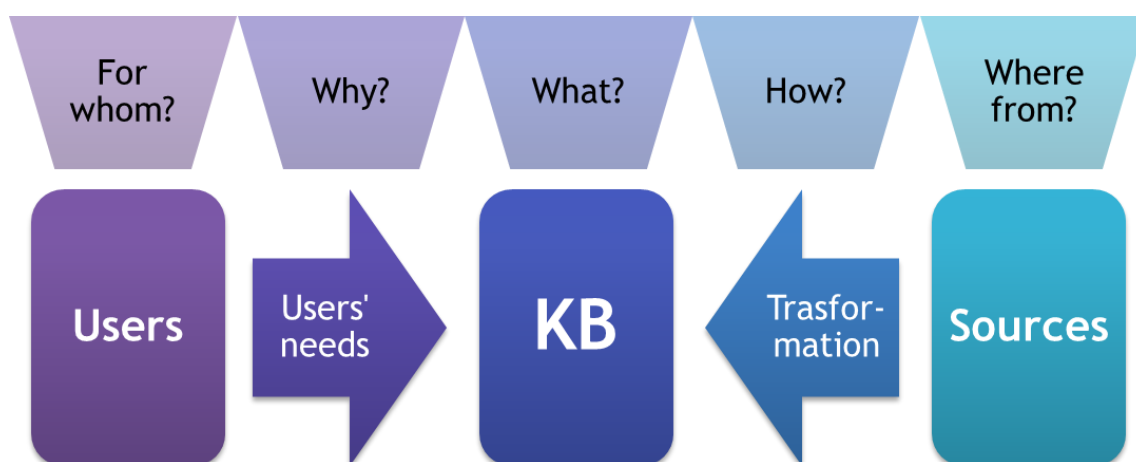 For
whom?
Why?
What?
How?
Where
from?
Users
Users'
needs
KB
Trasfor-
mation
Sources